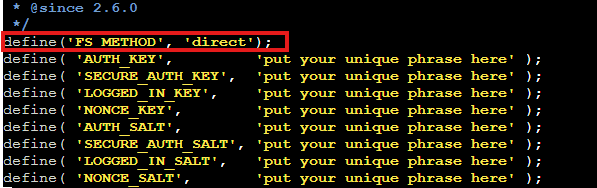 * @since 2.6.0
*/
define('FS_METHOD', 'direct');
define( 'AUTH_KEY', 'put your unique phrase here' );
define( 'SECURE_AUTH_KEY', 'put your unique phrase here' );
define( 'LOGGED_IN_KEY', 'put your unique phrase here' );
define( 'NONCE_KEY', 'put your unique phrase here' );
define( 'AUTH_SALT', 'put your unique phrase here' );
define( 'SECURE_AUTH_SALT', 'put your unique phrase here' );
define( 'LOGGED_IN_SALT', 'put your unique phrase here' );
define( 'NONCE_SALT', 'put your unique phrase here' );